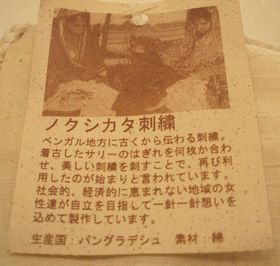 ノクシカタ刺繍
ベンガル地方に古くから伝わる刺繍。
着古したサリーのはぎれを何枚か合わ
せ、美しい刺繍を刺すことで、再び利
用したのが始まりと言われています。
社会的、経済的に恵まれない地域の女
性達が自立を目指して一針一針想いを
込めて製作しています。
生産国：バングラデシュ　素材：綿